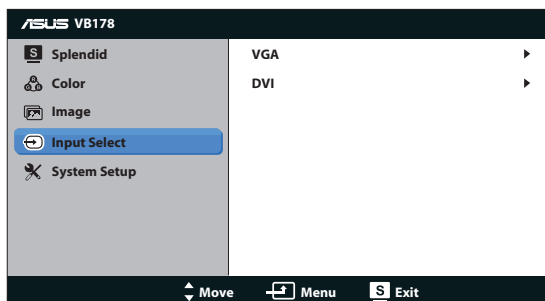 ASUS VB178
S Splendid
Color
Image
Input Select
System Setup
VGA
DVI
Move Menu S Exit